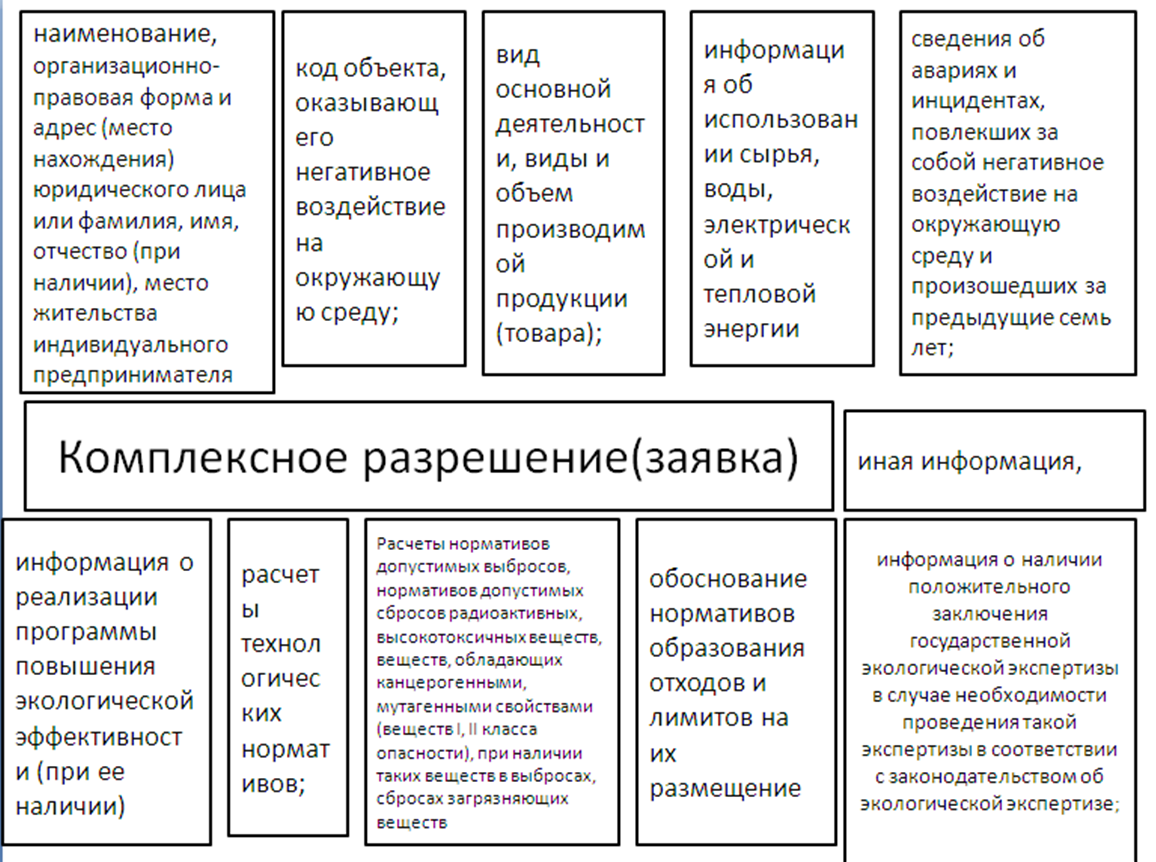 наименование,
организационно-
правовая форма и
адрес (место
нахождения)
юридического лица
или фамилия, имя,
отчество (при
наличии), место
жительства
индивидуального
предпринимателя
код объекта,
оказывающ
его
негативное
воздействие
на
окружающу
ю среду;
вид
основной
деятельност
и, виды и
объем
производим
ой
продукции
(товара);
информаци
я об
использован
ии сырья,
воды,
электрическ
ой и
тепловой
энергии
сведения об
авариях и
инцидентах,
повлекших за
собой негативное
воздействие на
окружающую
среду и
произошедших за
предыдущие семь
лет;
Комплексное разрешение(заявка)
иная информация,
информация о
реализации
программы
повышения
экологической
эффективност
и (при ее
наличии)
расчет
ы
технол
огичес
ких
нормат
ивов;
Расчеты нормативов
допустимых выбросов,
нормативов допустимых
сбросов радиоактивных,
высокотоксичных веществ,
веществ, обладающих
канцерогенными,
мутагенными свойствами
(веществ I, II класса
опасности), при наличии
таких веществ в выбросах,
сбросах загрязняющих
веществ
обоснование
нормативов
образования
отходов и
лимитов на
их
размещение
информация о наличии
положительного
заключения
государственной
экологической экспертизы
в случае необходимости
проведения такой
экспертизы в соответствии
с законодательством об
экологической экспертизе;